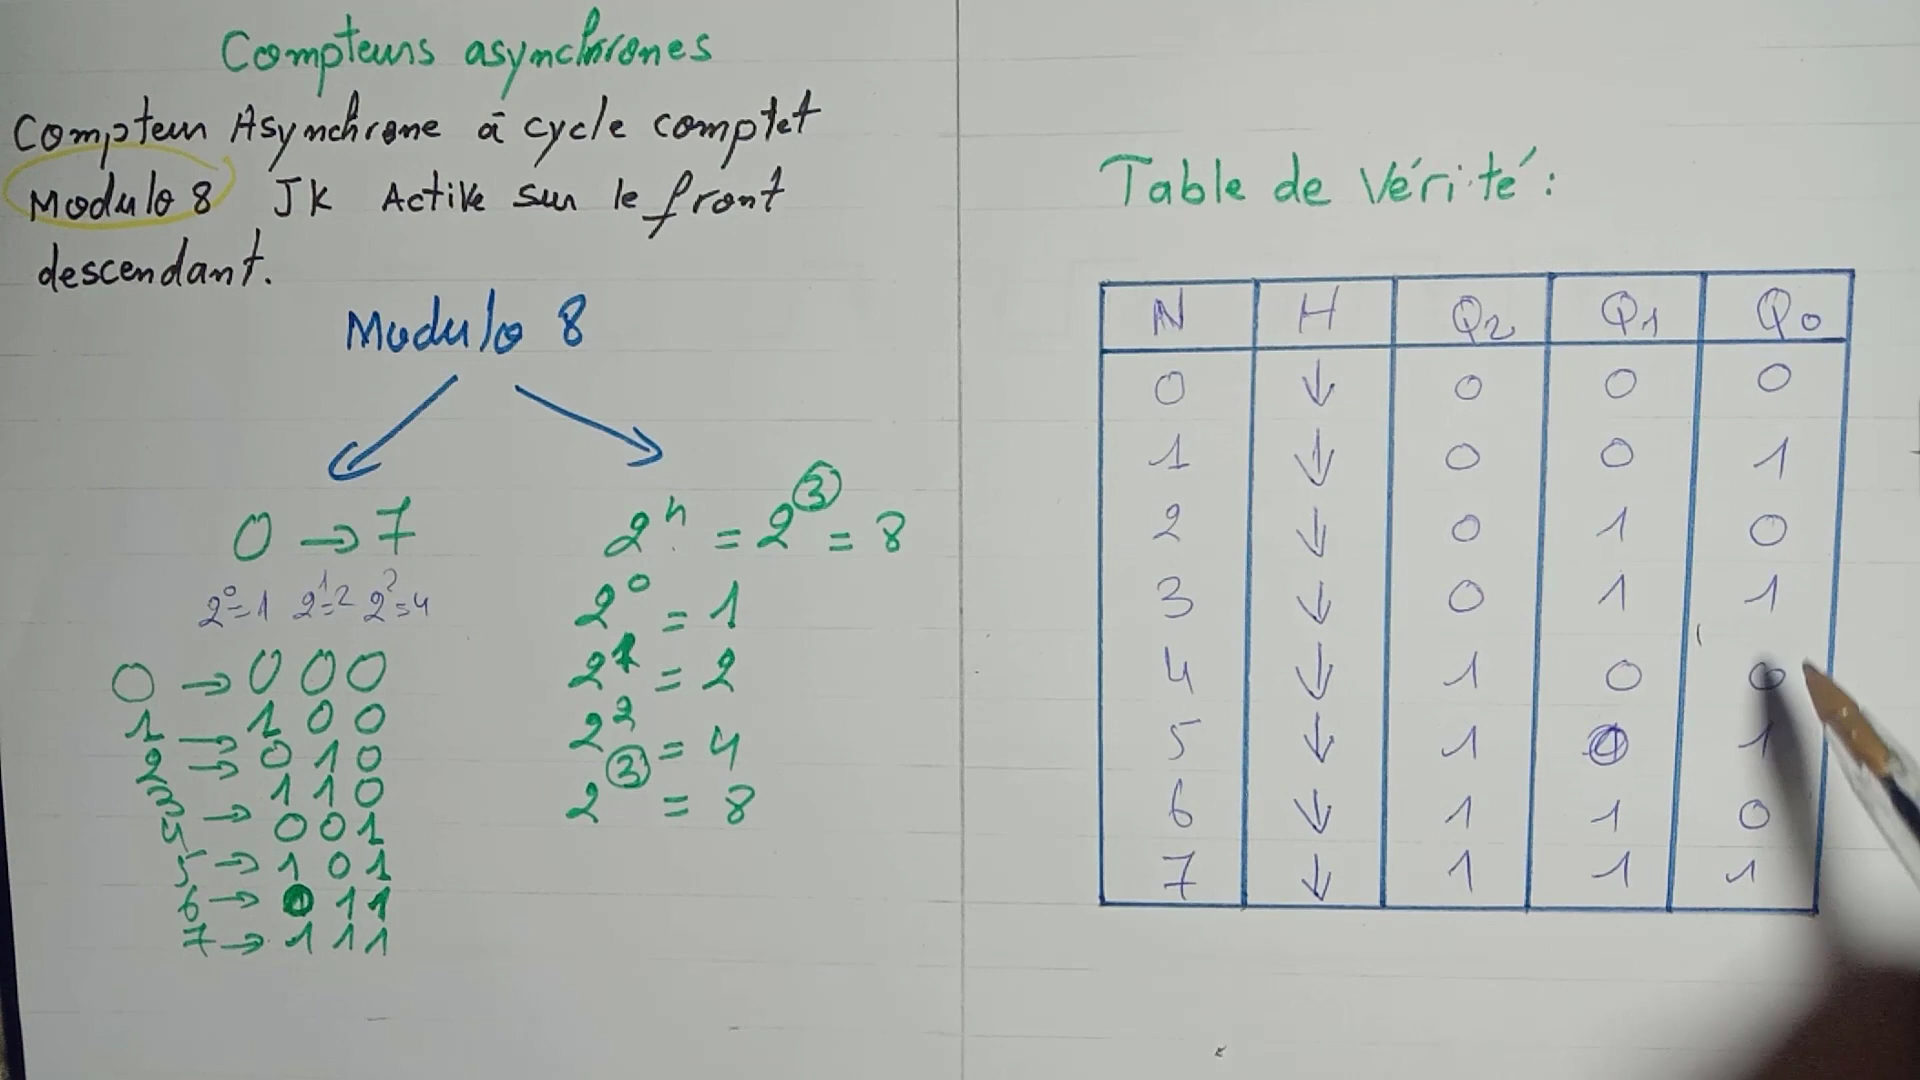 Compteurs asynchrones
Compteur Asynchrone à cycle complet
Modulo 8 JK Active sur le front
descendant.
Modulo 8
0 → 7
2⁰=1 2¹=2 2²=4
0 → 0 0 0
1 → 1 0 0
2 → 0 1 0
3 → 1 1 0
4 → 0 0 1
5 → 1 0 1
6 → 0 1 1
7 → 1 1 1
2ⁿ = 2³ = 8
2⁰ = 1
2¹ = 2
2² = 4
2³ = 8
Table de Vérité :
N H Q2 Q1 Q0
0 ↓ 0 0 0
1 ↓ 0 0 1
2 ↓ 0 1 0
3 ↓ 0 1 1
4 ↓ 1 0 0
5 ↓ 1 0 1
6 ↓ 1 1 0
7 ↓ 1 1 1